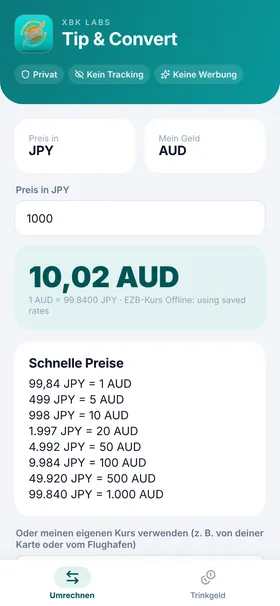 XBK LABS
Tip & Convert
Privat
Kein Tracking
Keine Werbung
Preis in
JPY
Mein Geld
AUD
Preis in JPY
1000
10,02 AUD
1 AUD = 99.8400 JPY · EZB-Kurs Offline: using saved
rates
Schnelle Preise
99,84 JPY = 1 AUD
499 JPY = 5 AUD
998 JPY = 10 AUD
1.997 JPY = 20 AUD
4.992 JPY = 50 AUD
9.984 JPY = 100 AUD
49.920 JPY = 500 AUD
99.840 JPY = 1.000 AUD
Oder meinen eigenen Kurs verwenden (z. B. von deiner
Karte oder vom Flughafen)
Umrechnen
Trinkgeld